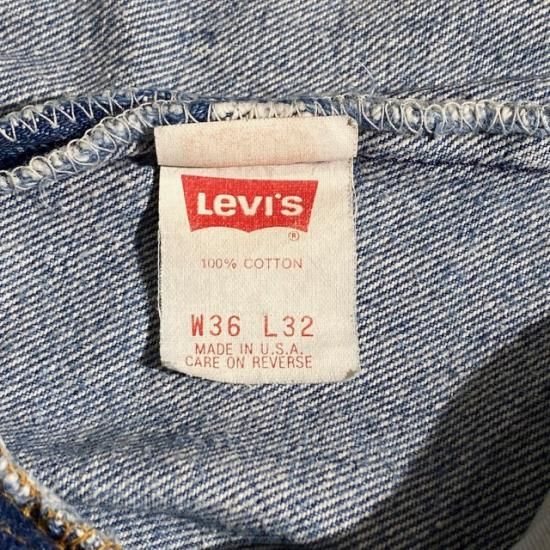 Levi's
®
100% COTTON
W36 L32
MADE IN U.S.A.
CARE ON REVERSE